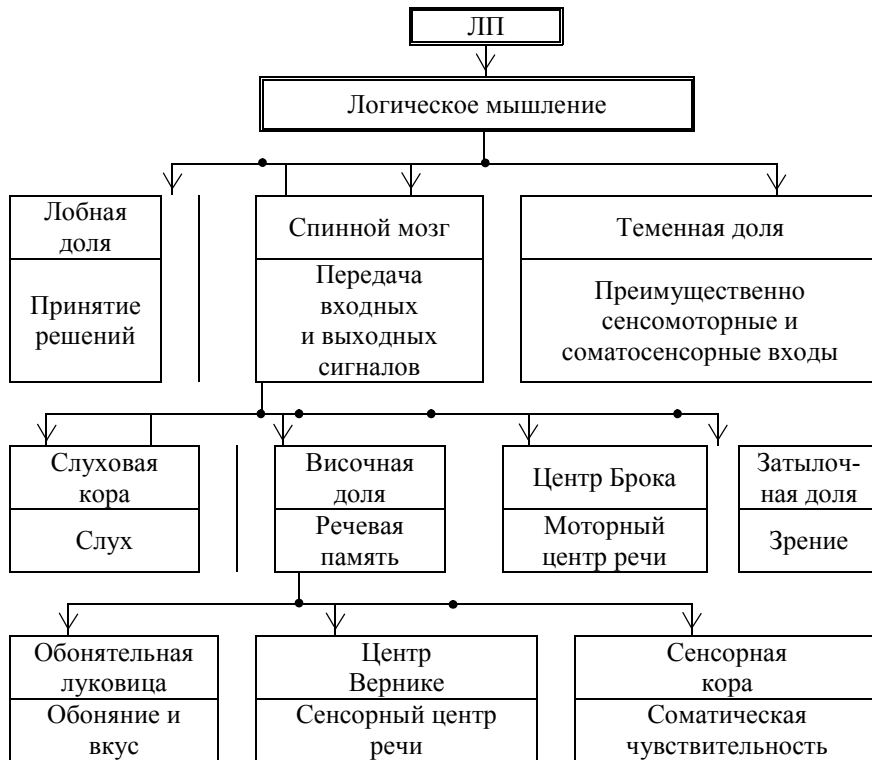 ЛП
Логическое мышление
Лобная
доля
Принятие
решений
Спинной мозг
Передача
входных
и выходных
сигналов
Теменная доля
Преимущественно
сенсомоторные и
соматосенсорные входы
Слуховая
кора
Слух
Височная
доля
Речевая
память
Центр Брока
Моторный
центр речи
Затылоч-
ная доля
Зрение
Обонятельная
луковица
Обоняние и
вкус
Центр
Вернике
Сенсорный центр
речи
Сенсорная
кора
Соматическая
чувствительность